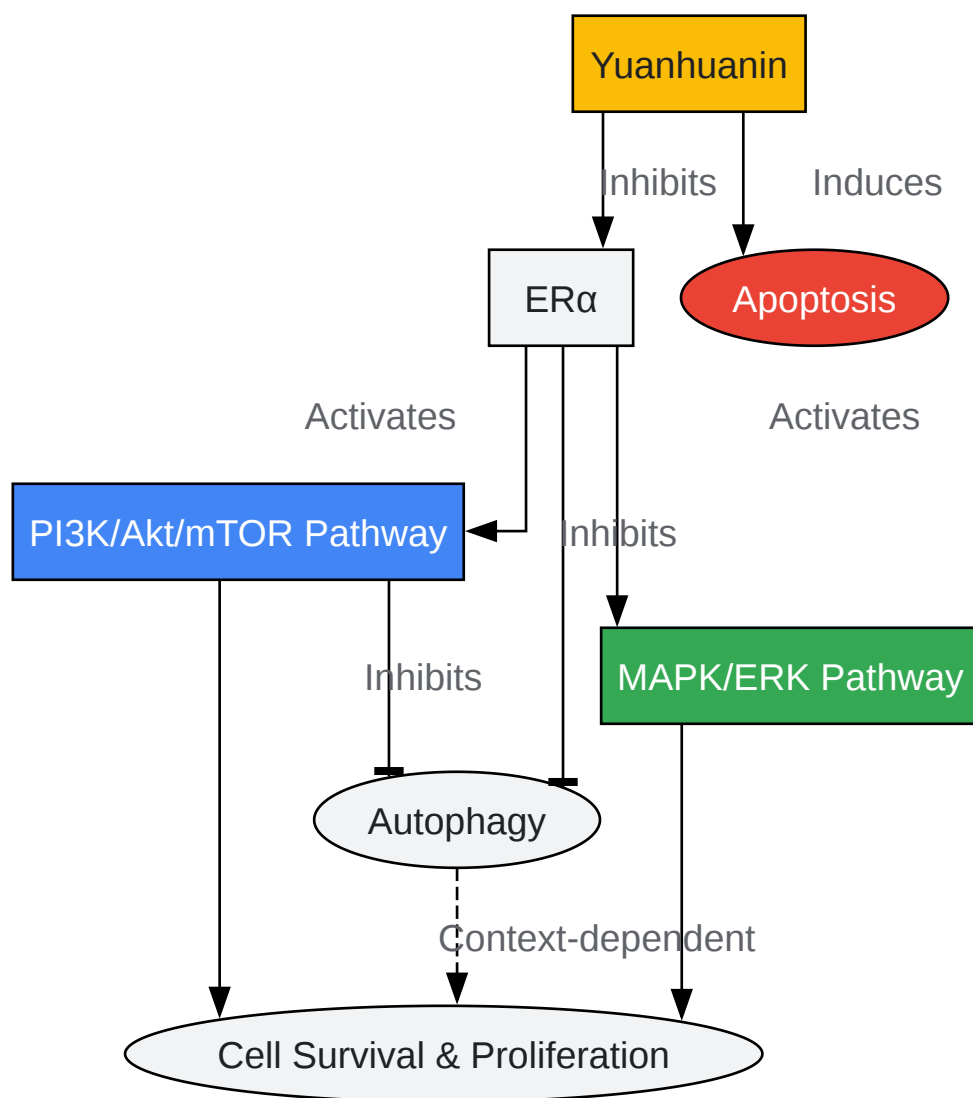 Yuanhuanin
Inhibits
Induces
ERα
Apoptosis
Activates
Activates
PI3K/Akt/mTOR Pathway
Inhibits
Inhibits
MAPK/ERK Pathway
Autophagy
Context-dependent
Cell Survival & Proliferation